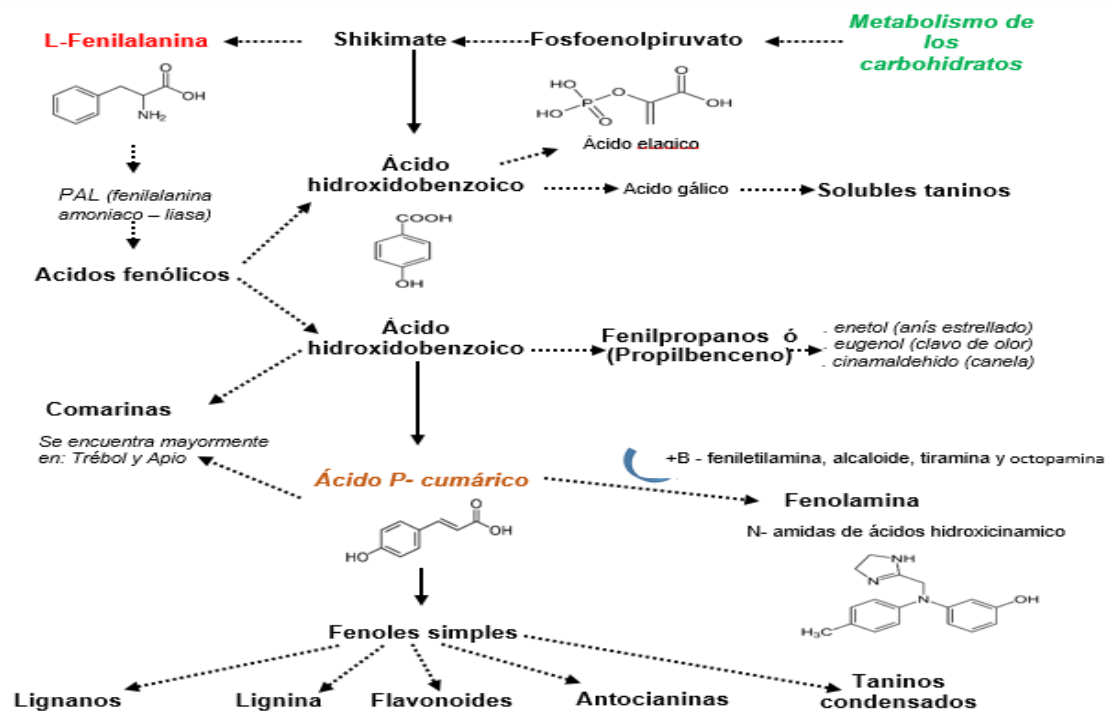 L-Fenilalanina
Shikimate
Fosfoenolpiruvato
Metabolismo de
los
carbohidratos
O
OH
NH₂
O
HO
P
O
HO
O
OH
Ácido elagico
PAL (fenilalanina
amoniaco – liasa)
Ácido
hidroxidobenzoico
Acido gálico
Solubles taninos
COOH
OH
Acidos fenólicos
Ácido
hidroxidobenzoico
Fenilpropanos ó
(Propilbenceno)
. enetol (anís estrellado)
. eugenol (clavo de olor)
. cinamaldehido (canela)
Comarinas
Se encuentra mayormente
en: Trébol y Apio
+B - feniletilamina, alcaloide, tiramina y octopamina
Ácido P- cumárico
Fenolamina
O
OH
HO
N- amidas de ácidos hidroxicinamico
NH
N
N
OH
H₃C
Fenoles simples
Lignanos
Lignina
Flavonoides
Antocianinas
Taninos
condensados